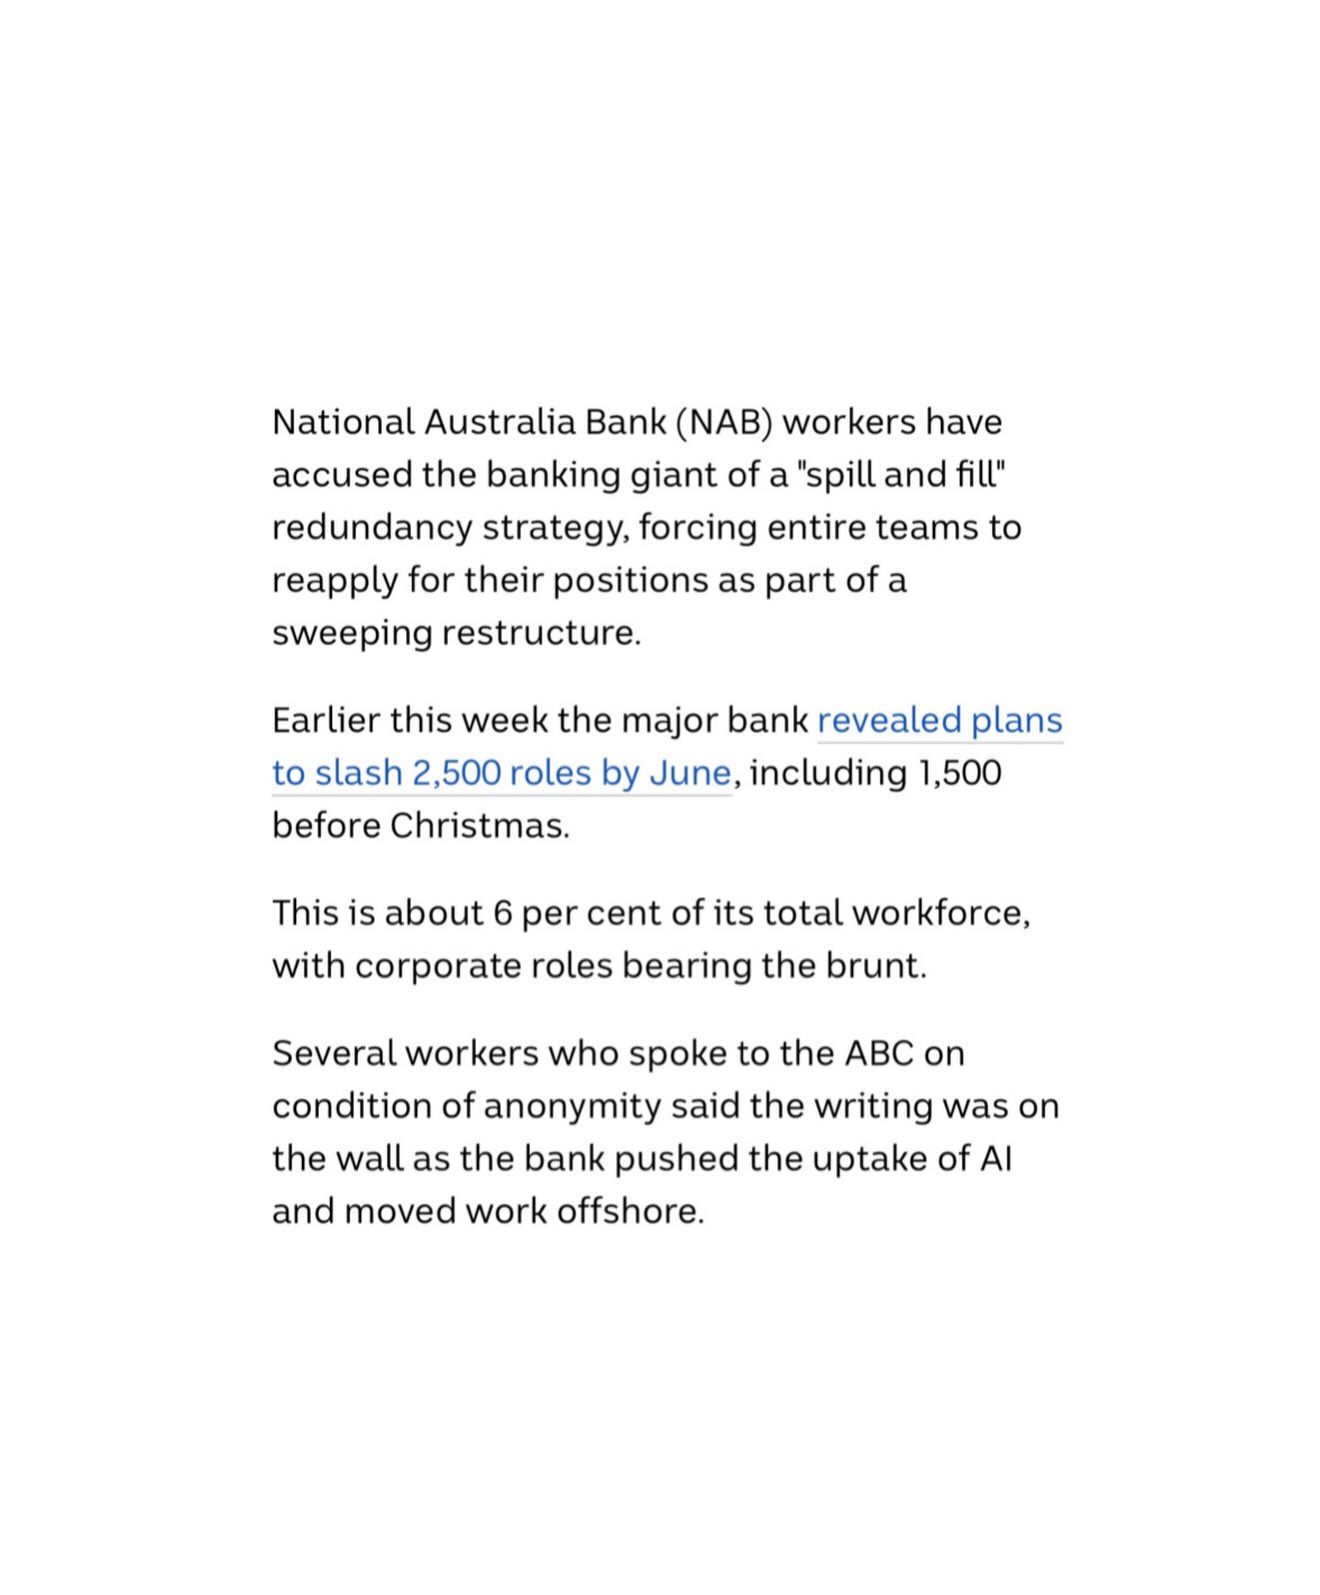 National Australia Bank (NAB) workers have
accused the banking giant of a "spill and fill"
redundancy strategy, forcing entire teams to
reapply for their positions as part of a
sweeping restructure.
Earlier this week the major bank revealed plans
to slash 2,500 roles by June, including 1,500
before Christmas.
This is about 6 per cent of its total workforce,
with corporate roles bearing the brunt.
Several workers who spoke to the ABC on
condition of anonymity said the writing was on
the wall as the bank pushed the uptake of AI
and moved work offshore.